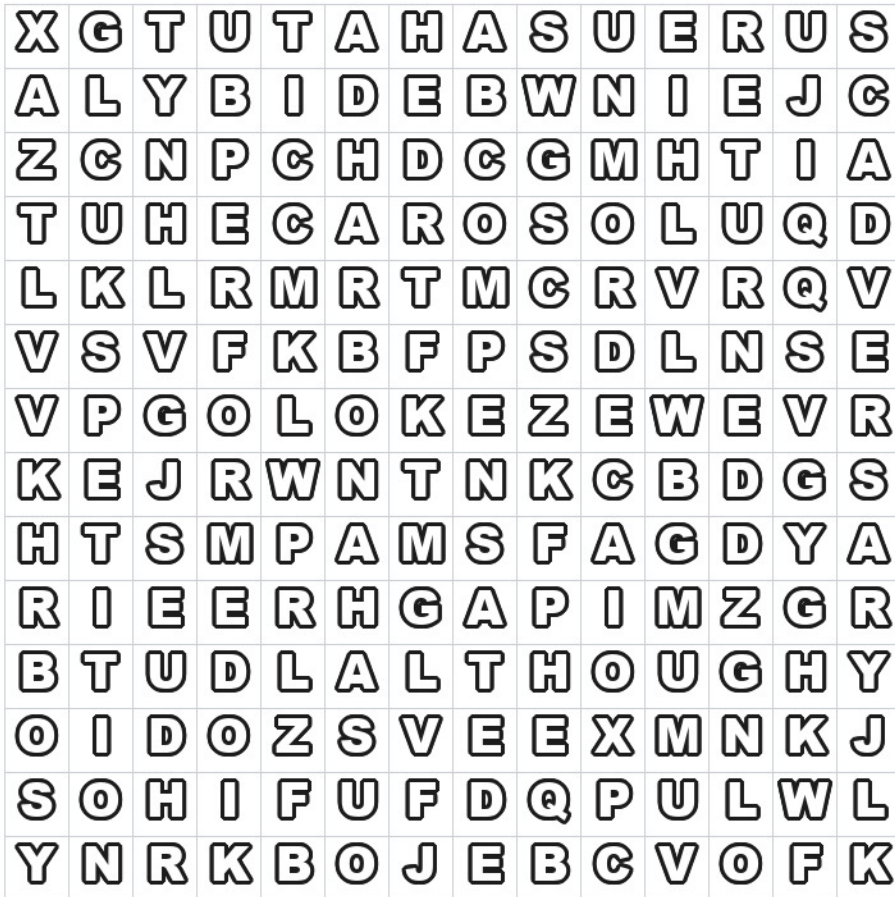 X G T U T A H A S U E R U S
A L Y B I D E B W N I E J C
Z C N P C H D C G M H T I A
T U H E C A R O S O L U Q D
L K L R M R T M C R V R Q V
V S V F K B F P S D L N S E
V P G O L O K E Z E W E V R
K E J R W N T N K C B D G S
H T S M P A M S F A G D Y A
R I E E R H G A P I M Z G R
B T U D L A L T H O U G H Y
O I D O Z S V E E X M N K J
S O H I F U F D Q P U L W L
Y N R K B O J E B C V O F K